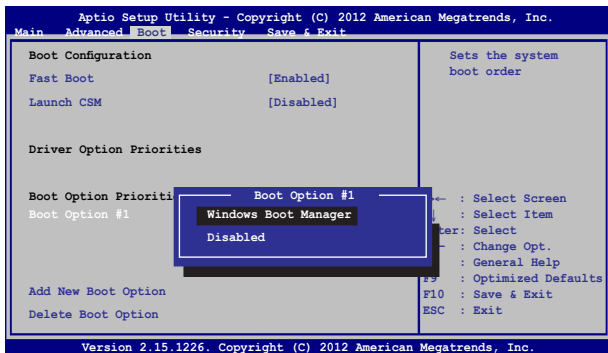 Aptio Setup Utility - Copyright (C) 2012 American Megatrends, Inc.
Main Advanced Boot Security Save & Exit
Boot Configuration
Fast Boot [Enabled]
Launch CSM [Disabled]
Driver Option Priorities
Boot Option Prioriti
Boot Option #1
Add New Boot Option
Delete Boot Option
Boot Option #1
Windows Boot Manager
Disabled
Sets the system
boot order
→← : Select Screen
: Select Item
ter: Select
— : Change Opt.
: General Help
F9 : Optimized Defaults
F10 : Save & Exit
ESC : Exit
Version 2.15.1226. Copyright (C) 2012 American Megatrends, Inc.